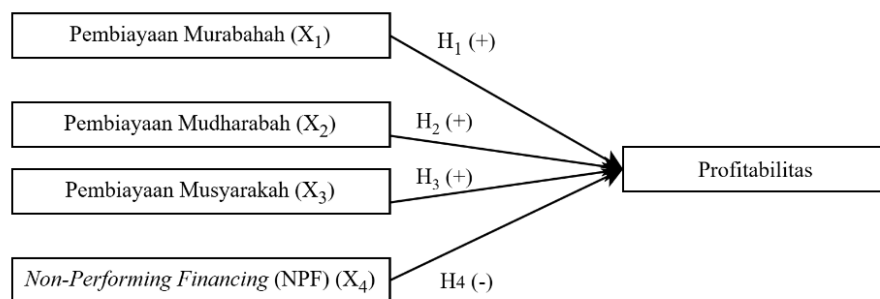 Pembiayaan Murabahah (X₁)
H₁ (+)
Pembiayaan Mudharabah (X₂)
H₂ (+)
Pembiayaan Musyarakah (X₃)
H₃ (+)
Profitabilitas
Non-Performing Financing (NPF) (X₄)
H4 (-)